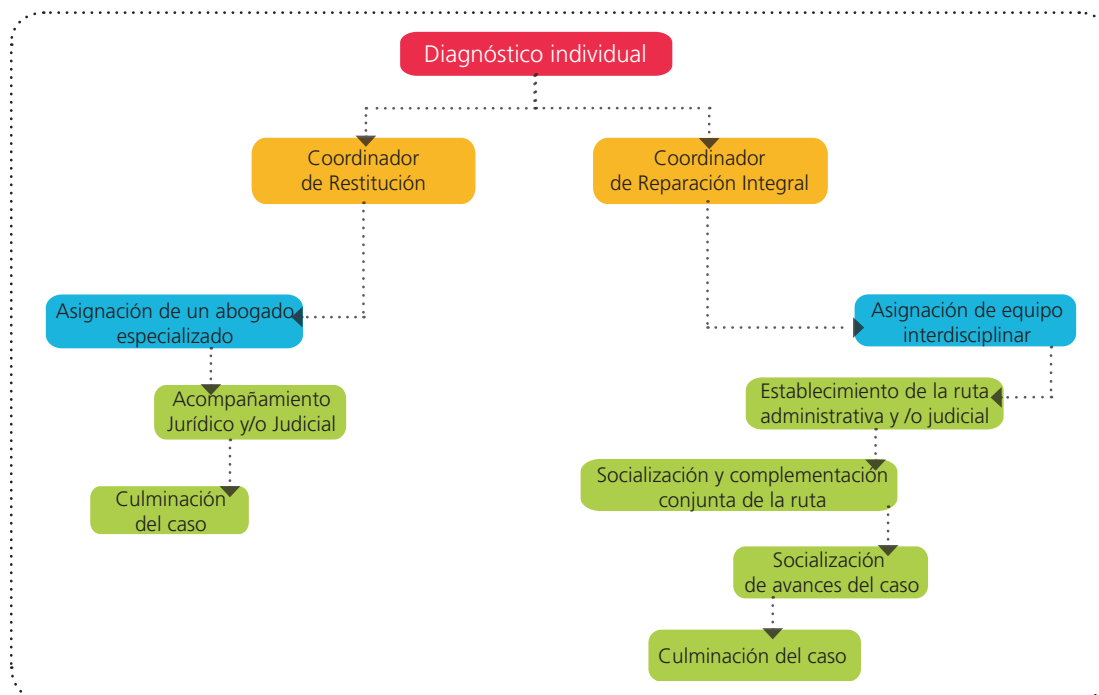 Diagnóstico individual
Coordinador
de Restitución
Coordinador
de Reparación Integral
Asignación de un abogado
especializado
Asignación de equipo
interdisciplinar
Acompañamiento
Jurídico y/o Judicial
Establecimiento de la ruta
administrativa y /o judicial
Culminación
del caso
Socialización y complementación
conjunta de la ruta
Socialización
de avances del caso
Culminación del caso